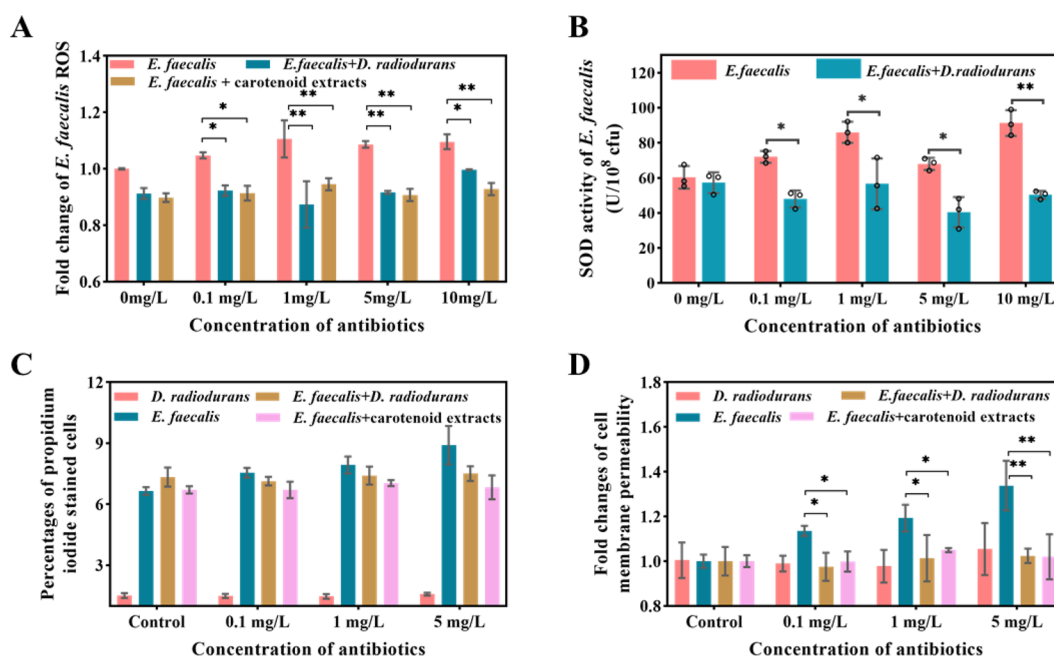 A
Fold change of E. faecalis ROS
1.4
1.2
1.0
0.8
0.6
E. faecalis
E. faecalis+D. radiodurans
E. faecalis + carotenoid extracts
*
*
**
**
**
**
**
*
0mg/L
0.1 mg/L
1mg/L
5mg/L
10mg/L
Concentration of antibiotics
B
SOD activity of E. faecalis
(U/10⁸ cfu)
120
100
80
60
40
20
0
E.faecalis
E.faecalis+D.radiodurans
*
*
*
**
0 mg/L
0.1 mg/L
1 mg/L
5 mg/L
10 mg/L
Concentration of antibiotics
C
Percentages of propidium
iodide stained cells
12
9
6
3
D. radiodurans
E. faecalis+D. radiodurans
E. faecalis
E. faecalis+carotenoid extracts
Control
0.1 mg/L
1 mg/L
5 mg/L
Concentration of antibiotics
D
Fold changes of cell
membrane permeability
1.8
1.6
1.4
1.2
1.0
0.8
D. radiodurans
E.faecalis+D. radiodurans
E. faecalis
E. faecalis+carotenoid extracts
*
*
*
*
**
**
Control
0.1 mg/L
1 mg/L
5 mg/L
Concentration of antibiotics